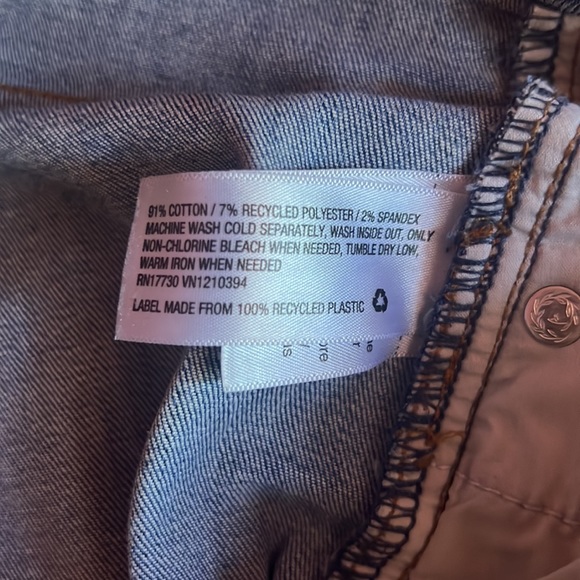 91% COTTON / 7% RECYCLED POLYESTER / 2% SPANDEX
MACHINE WASH COLD SEPARATELY, WASH INSIDE OUT, ONLY
NON-CHLORINE BLEACH WHEN NEEDED, TUMBLE DRY LOW,
WARM IRON WHEN NEEDED
RN17730 VN1210394
LABEL MADE FROM 100% RECYCLED PLASTIC